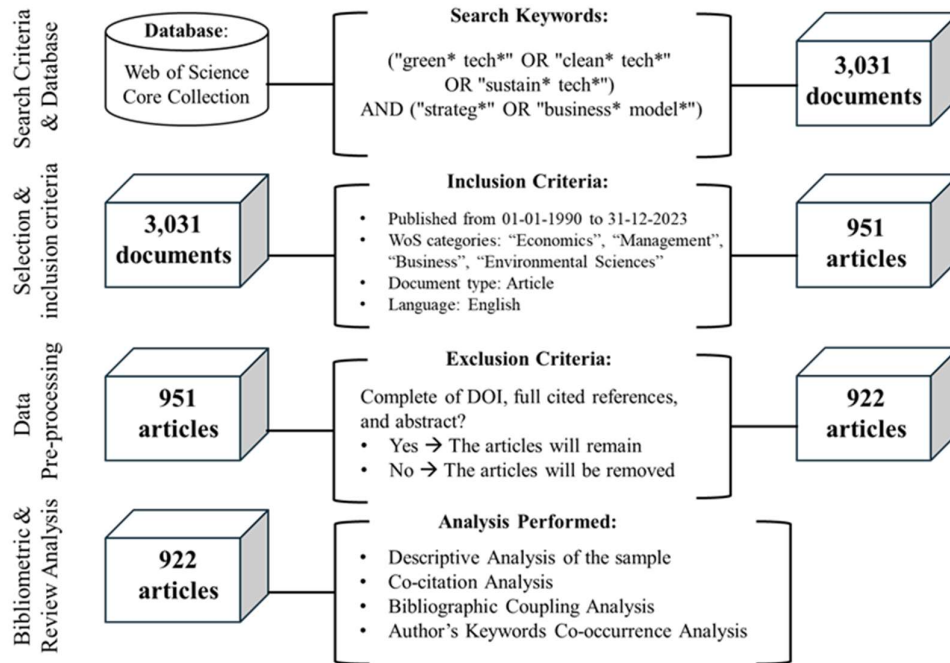 Search Criteria
& Database
Database:
Web of Science
Core Collection
Search Keywords:
("green* tech*" OR "clean* tech*"
OR "sustain* tech*")
AND ("strateg*" OR "business* model*")
3,031
documents
Selection &
inclusion criteria
3,031
documents
Inclusion Criteria:
• Published from 01-01-1990 to 31-12-2023
• WoS categories: “Economics”, “Management”,
“Business”, “Environmental Sciences”
• Document type: Article
• Language: English
951
articles
Data
Pre-processing
951
articles
Exclusion Criteria:
Complete of DOI, full cited references,
and abstract?
• Yes → The articles will remain
• No → The articles will be removed
922
articles
Bibliometric &
Review Analysis
922
articles
Analysis Performed:
• Descriptive Analysis of the sample
• Co-citation Analysis
• Bibliographic Coupling Analysis
• Author’s Keywords Co-occurrence Analysis